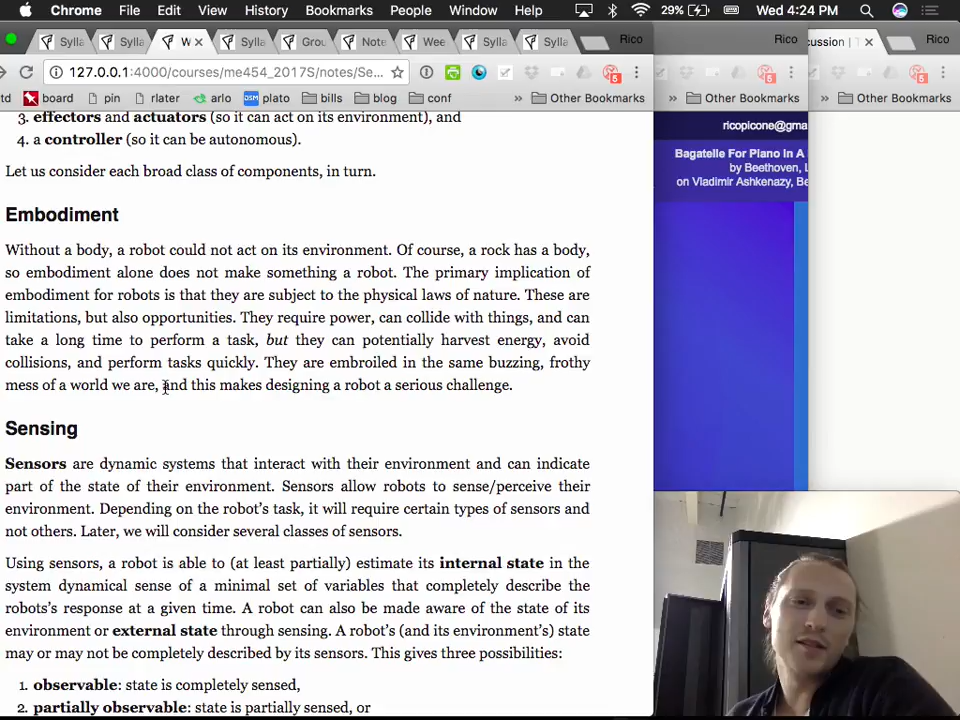 Chrome File Edit View History Bookmarks People Window Help 29% Wed 4:24 PM
Sylla Sylla W Sylla Grou Note Wee Sylla Sylla Rico Rico cussion | T Rico
127.0.0.1:4000/courses/me454_2017S/notes/Se...
td board pin rlater arlo DSM plato bills blog conf » Other Bookmarks » Other Bookmarks » Other Bookmarks
3. effectors and actuators (so it can act on its environment), and
4. a controller (so it can be autonomous).
Let us consider each broad class of components, in turn.
Embodiment
Without a body, a robot could not act on its environment. Of course, a rock has a body,
so embodiment alone does not make something a robot. The primary implication of
embodiment for robots is that they are subject to the physical laws of nature. These are
limitations, but also opportunities. They require power, can collide with things, and can
take a long time to perform a task, but they can potentially harvest energy, avoid
collisions, and perform tasks quickly. They are embroiled in the same buzzing, frothy
mess of a world we are, and this makes designing a robot a serious challenge.
Sensing
Sensors are dynamic systems that interact with their environment and can indicate
part of the state of their environment. Sensors allow robots to sense/perceive their
environment. Depending on the robot's task, it will require certain types of sensors and
not others. Later, we will consider several classes of sensors.
Using sensors, a robot is able to (at least partially) estimate its internal state in the
system dynamical sense of a minimal set of variables that completely describe the
robots's response at a given time. A robot can also be made aware of the state of its
environment or external state through sensing. A robot's (and its environment's) state
may or may not be completely described by its sensors. This gives three possibilities:
1. observable: state is completely sensed,
2. partially observable: state is partially sensed, or
ricopicone@gma
Bagatelle For Piano In A
by Beethoven, L
on Vladimir Ashkenazy, Be